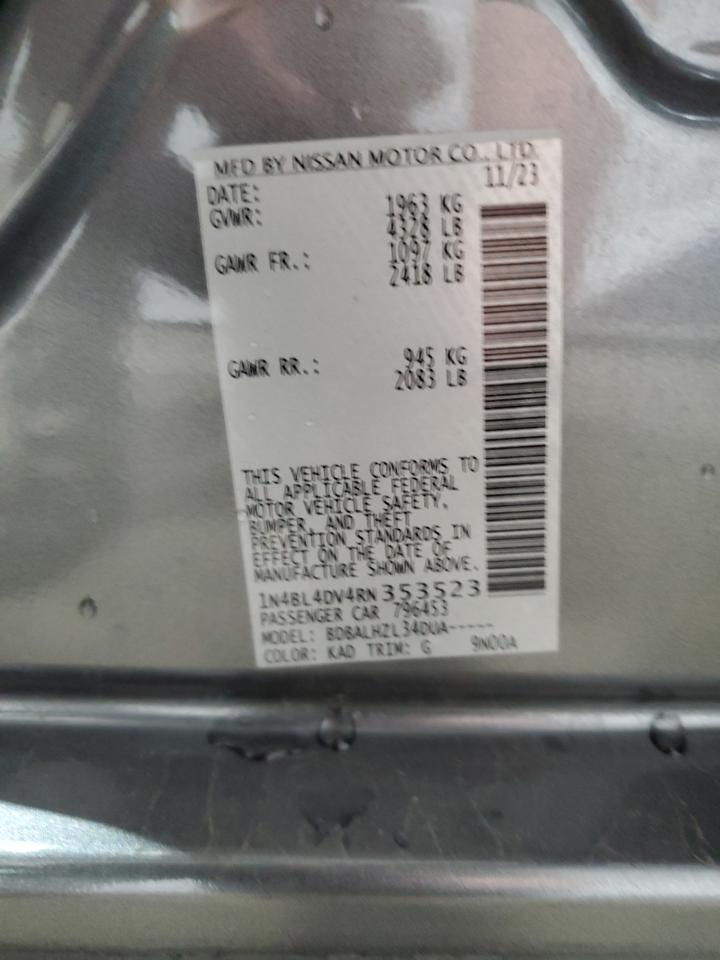 MFD BY NISSAN MOTOR CO., LTD.
DATE: 11/23
GVWR: 1963 KG
4328 LB
GAWR FR.: 1097 KG
2418 LB
GAWR RR.: 945 KG
2083 LB
THIS VEHICLE CONFORMS TO
ALL APPLICABLE FEDERAL
MOTOR VEHICLE SAFETY,
BUMPER, AND THEFT
PREVENTION STANDARDS IN
EFFECT ON THE DATE OF
MANUFACTURE SHOWN ABOVE.
1N4BL4DV4RN353523
PASSENGER CAR 796453
MODEL: BDBALHZL34DUA-----
COLOR: KAD TRIM: G 9N00A